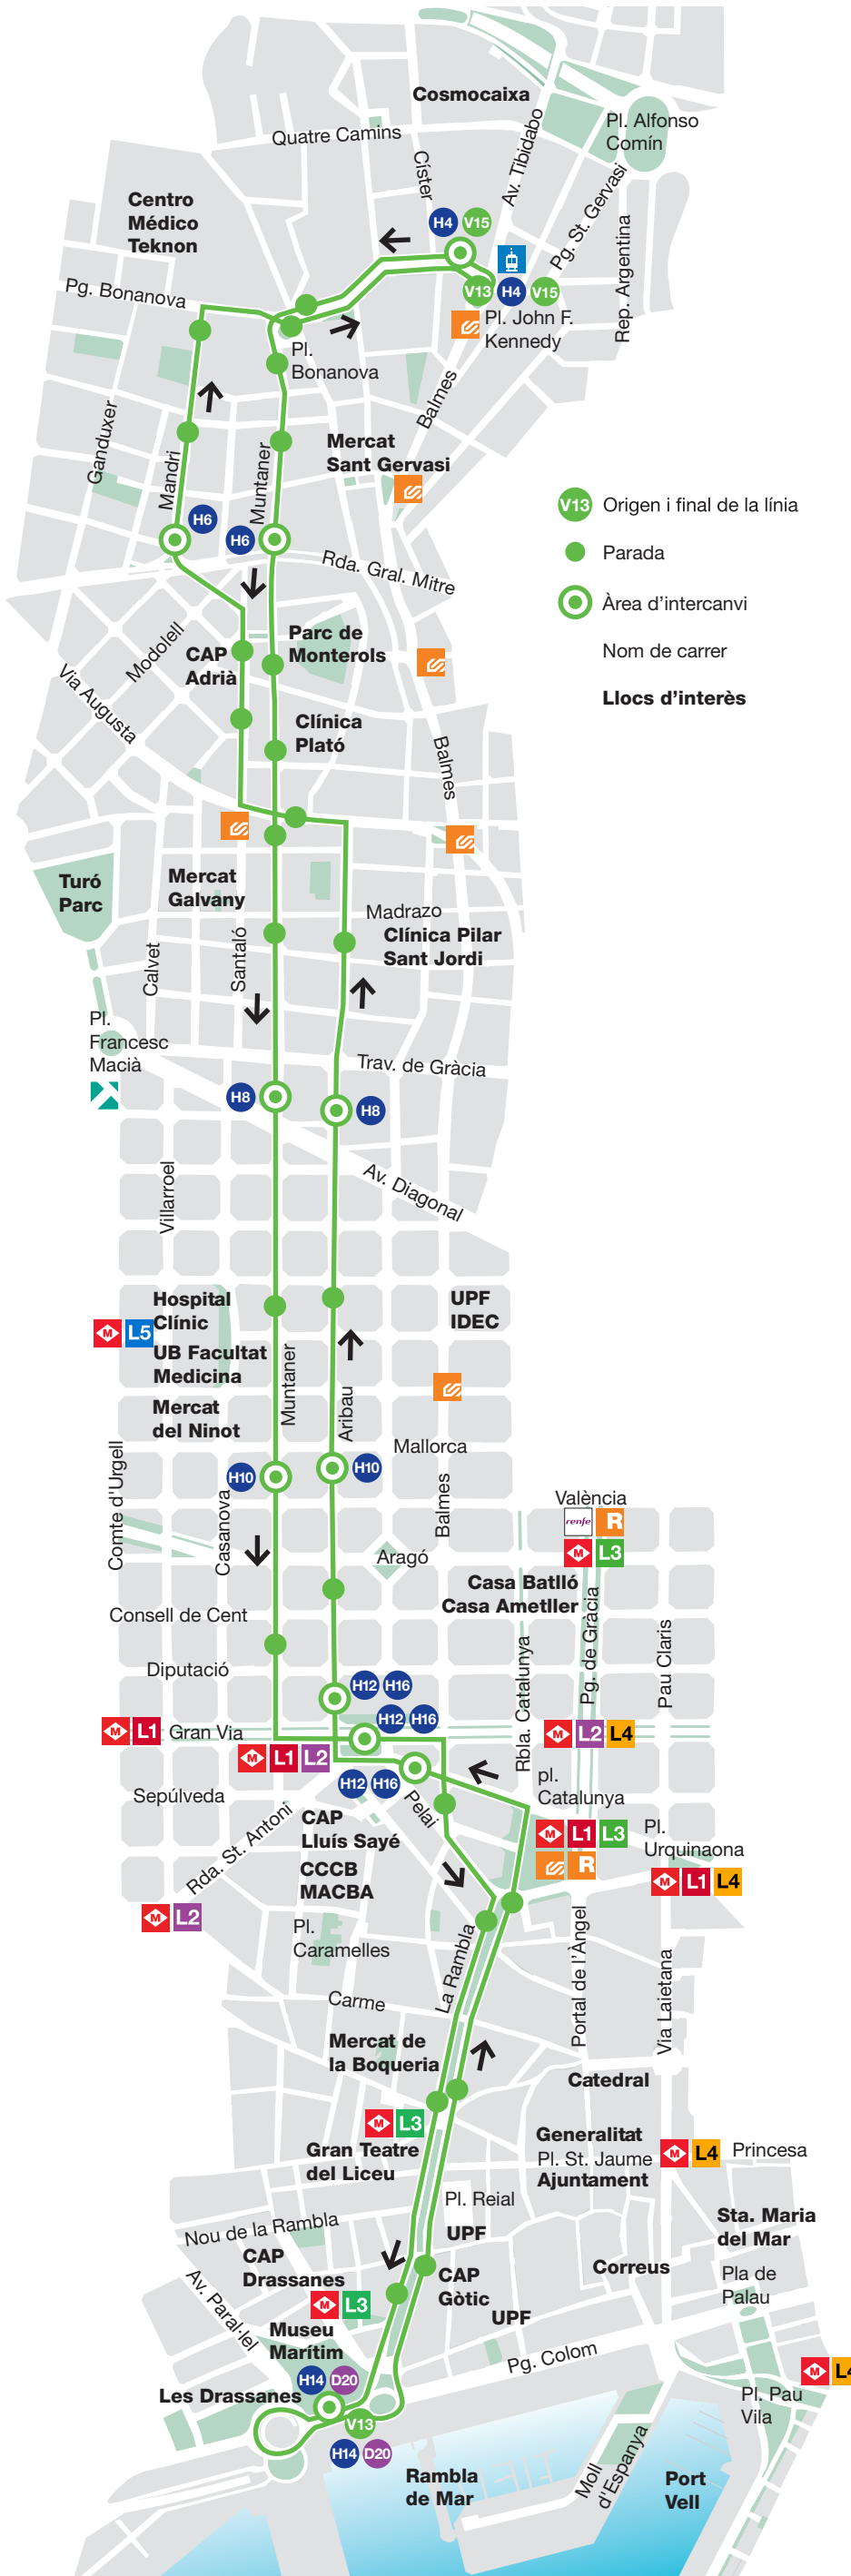 Cosmocaixa
Pl. Alfonso
Comín
Quatre Camins
Císter
Av. Tibidabo
Pg. St. Gervasi
Rep. Argentina
Centro
Médico
Teknon
H4 V15
V13 H4 V15
Pg. Bonanova
Pl. John F.
Kennedy
Pl.
Bonanova
Balmes
Ganduxer
Mandri
Muntaner
Mercat
Sant Gervasi
V13 Origen i final de la línia
Parada
Àrea d'intercanvi
Nom de carrer
Llocs d'interès
H6
H6
Rda. Gral. Mitre
Modolell
Parc de
Monterols
CAP
Adrià
Via Augusta
Clínica
Plató
Balmes
Turó
Parc
Mercat
Galvany
Madrazo
Clínica Pilar
Sant Jordi
Calvet
Santaló
Pl.
Francesc
Macià
Trav. de Gràcia
H8
H8
Av. Diagonal
Villarroel
Hospital
Clínic
M L5
UB Facultat
Medicina
UPF
IDEC
Muntaner
Aribau
Mercat
del Ninot
Mallorca
Comte d'Urgell
Casanova
H10
H10
Balmes
València
renfe R
M L3
Aragó
Casa Batlló
Casa Ametller
Consell de Cent
Pg. de Gràcia
Pau Claris
Rbla. Catalunya
Diputació
H12 H16
H12 H16
M L1 Gran Via
M L2 L4
M L1 L2
H12 H16
Sepúlveda
Pelai
pl.
Catalunya
Rda. St. Antoni
CAP
Lluís Sayé
M L1 L3
R
Pl.
Urquinaona
M L1 L4
CCCB
MACBA
M L2
Pl.
Caramelles
La Rambla
Portal de l'Àngel
Via Laietana
Carme
Mercat de
la Boqueria
Catedral
M L3
Gran Teatre
del Liceu
Generalitat
Pl. St. Jaume
Ajuntament
M L4 Princesa
Pl. Reial
Nou de la Rambla
UPF
Sta. Maria
del Mar
CAP
Drassanes
CAP
Gòtic
Correus
Pla de
Palau
Av. Paral·lel
M L3
UPF
Museu
Marítim
Pg. Colom
M L4
H14 D20
Les Drassanes
V13
H14 D20
Pl. Pau
Vila
Rambla
de Mar
Moll
d'Espanya
Port
Vell